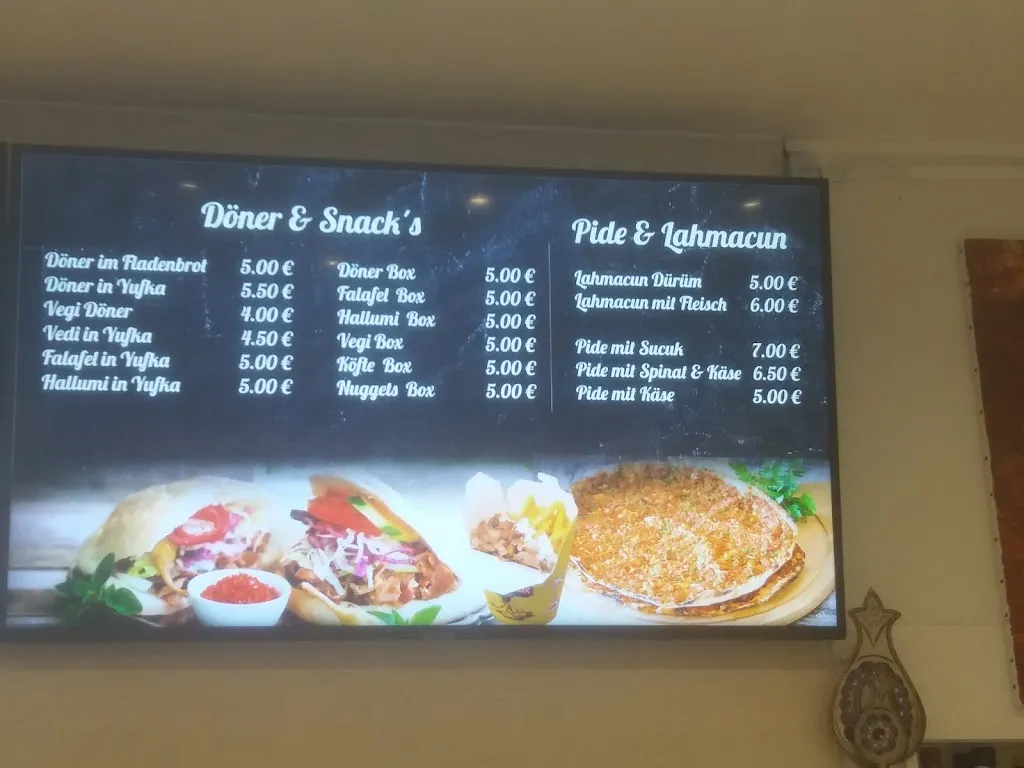 Döner & Snack's
Döner im Fladenbrot 5.00 €
Döner in Yufka 5.50 €
Vegi Döner 4.00 €
Vedi in Yufka 4.50 €
Falafel in Yufka 5.00 €
Hallumi in Yufka 5.00 €
Döner Box 5.00 €
Falafel Box 5.00 €
Hallumi Box 5.00 €
Vegi Box 5.00 €
Köfte Box 5.00 €
Nuggets Box 5.00 €
Pide & Lahmacun
Lahmacun Dürüm 5.00 €
Lahmacun mit Fleisch 6.00 €
Pide mit Sucuk 7.00 €
Pide mit Spinat & Käse 6.50 €
Pide mit Käse 5.00 €